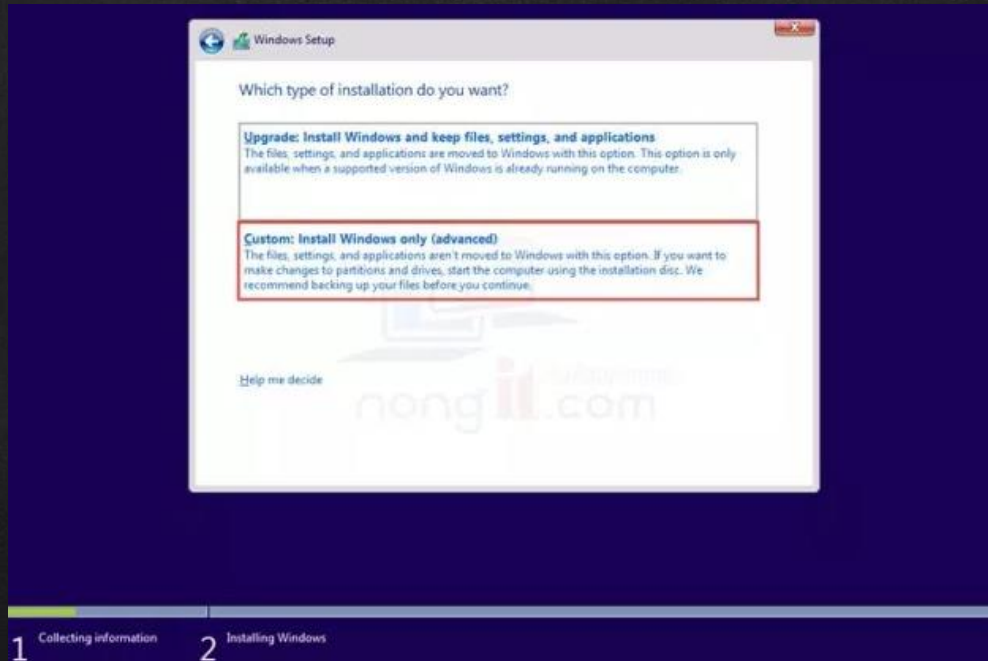 Windows Setup
Which type of installation do you want?
Upgrade: Install Windows and keep files, settings, and applications
The files, settings, and applications are moved to Windows with this option. This option is only
available when a supported version of Windows is already running on the computer.
Custom: Install Windows only (advanced)
The files, settings, and applications aren't moved to Windows with this option. If you want to
make changes to partitions and drives, start the computer using the installation disc. We
recommend backing up your files before you continue.
Help me decide
nongit.com
1 Collecting information
2 Installing Windows